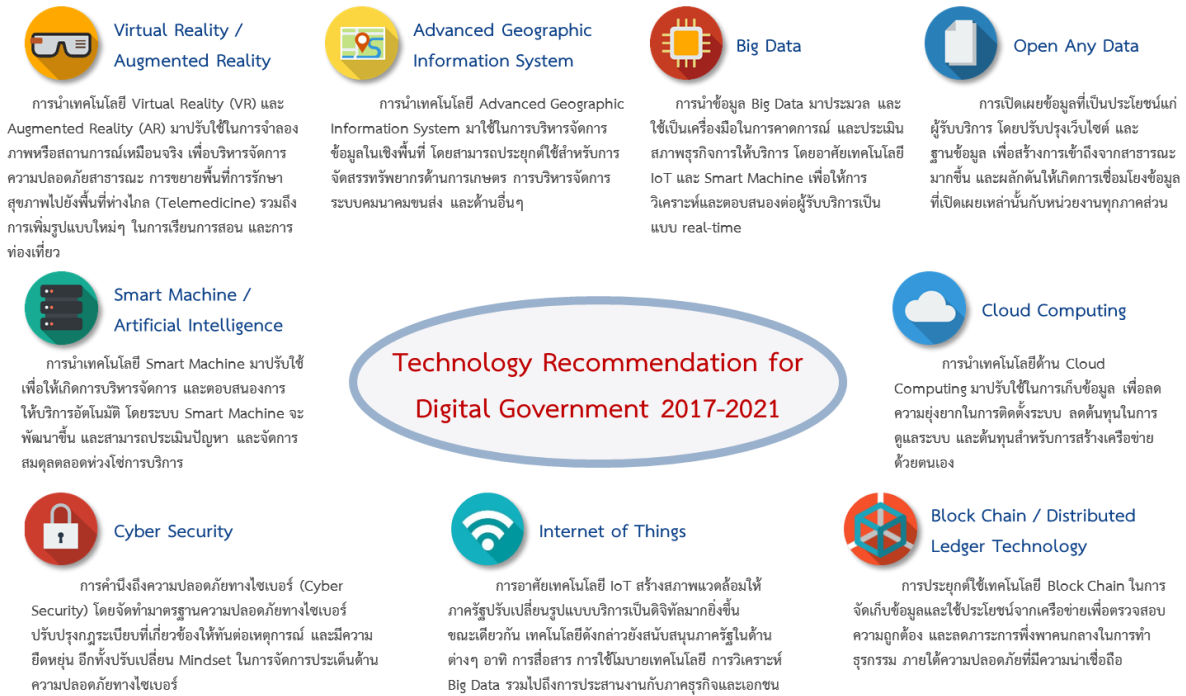 Virtual Reality /
Augmented Reality
การนำเทคโนโลยี Virtual Reality (VR) และ
Augmented Reality (AR) มาปรับใช้ในการจำลอง
ภาพหรือสถานการณ์เหมือนจริง เพื่อบริหารจัดการ
ความปลอดภัยสาธารณะ การขยายพื้นที่การรักษา
สุขภาพไปยังพื้นที่ห่างไกล (Telemedicine) รวมถึง
การเพิ่มรูปแบบใหม่ๆ ในการเรียนการสอน และการ
ท่องเที่ยว
Advanced Geographic
Information System
การนำเทคโนโลยี Advanced Geographic
Information System มาใช้ในการบริหารจัดการ
ข้อมูลในเชิงพื้นที่ โดยสามารถประยุกต์ใช้สำหรับการ
จัดสรรทรัพยากรด้านการเกษตร การบริหารจัดการ
ระบบคมนาคมขนส่ง และด้านอื่นๆ
Big Data
การนำข้อมูล Big Data มาประมวล และ
ใช้เป็นเครื่องมือในการคาดการณ์ และประเมิน
สภาพธุรกิจการให้บริการ โดยอาศัยเทคโนโลยี
IoT และ Smart Machine เพื่อให้การ
วิเคราะห์และตอบสนองต่อผู้รับบริการเป็น
แบบ real-time
Open Any Data
การเปิดเผยข้อมูลที่เป็นประโยชน์แก่
ผู้รับบริการ โดยปรับปรุงเว็บไซต์ และ
ฐานข้อมูล เพื่อสร้างการเข้าถึงจากสาธารณะ
มากขึ้น และผลักดันให้เกิดการเชื่อมโยงข้อมูล
ที่เปิดเผยเหล่านั้นกับหน่วยงานทุกภาคส่วน
Smart Machine /
Artificial Intelligence
การนำเทคโนโลยี Smart Machine มาปรับใช้
เพื่อให้เกิดการบริหารจัดการ และตอบสนองการ
ให้บริการอัตโนมัติ โดยระบบ Smart Machine จะ
พัฒนาขึ้น และสามารถประเมินปัญหา และจัดการ
สมดุลตลอดห่วงโซ่การบริการ
Technology Recommendation for
Digital Government 2017-2021
Cloud Computing
การนำเทคโนโลยีด้าน Cloud
Computing มาปรับใช้ในการเก็บข้อมูล เพื่อลด
ความยุ่งยากในการติดตั้งระบบ ลดต้นทุนในการ
ดูแลระบบ และต้นทุนสำหรับการสร้างเครือข่าย
ด้วยตนเอง
Cyber Security
การคำนึงถึงความปลอดภัยทางไซเบอร์ (Cyber
Security) โดยจัดทำมาตรฐานความปลอดภัยทางไซเบอร์
ปรับปรุงกฎระเบียบที่เกี่ยวข้องให้ทันต่อเหตุการณ์ และมีความ
ยืดหยุ่น อีกทั้งปรับเปลี่ยน Mindset ในการจัดการประเด็นด้าน
ความปลอดภัยทางไซเบอร์
Internet of Things
การอาศัยเทคโนโลยี IoT สร้างสภาพแวดล้อมให้
ภาครัฐปรับเปลี่ยนรูปแบบบริการเป็นดิจิทัลมากยิ่งขึ้น
ขณะเดียวกัน เทคโนโลยีดังกล่าวยังสนับสนุนภาครัฐในด้าน
ต่างๆ อาทิ การสื่อสาร การใช้โมบายเทคโนโลยี การวิเคราะห์
Big Data รวมไปถึงการประสานงานกับภาคธุรกิจและเอกชน
Block Chain / Distributed
Ledger Technology
การประยุกต์ใช้เทคโนโลยี Block Chain ในการ
จัดเก็บข้อมูลและใช้ประโยชน์จากเครือข่ายเพื่อตรวจสอบ
ความถูกต้อง และลดภาระการพึ่งพาคนกลางในการทำ
ธุรกรรม ภายใต้ความปลอดภัยที่มีความน่าเชื่อถือ